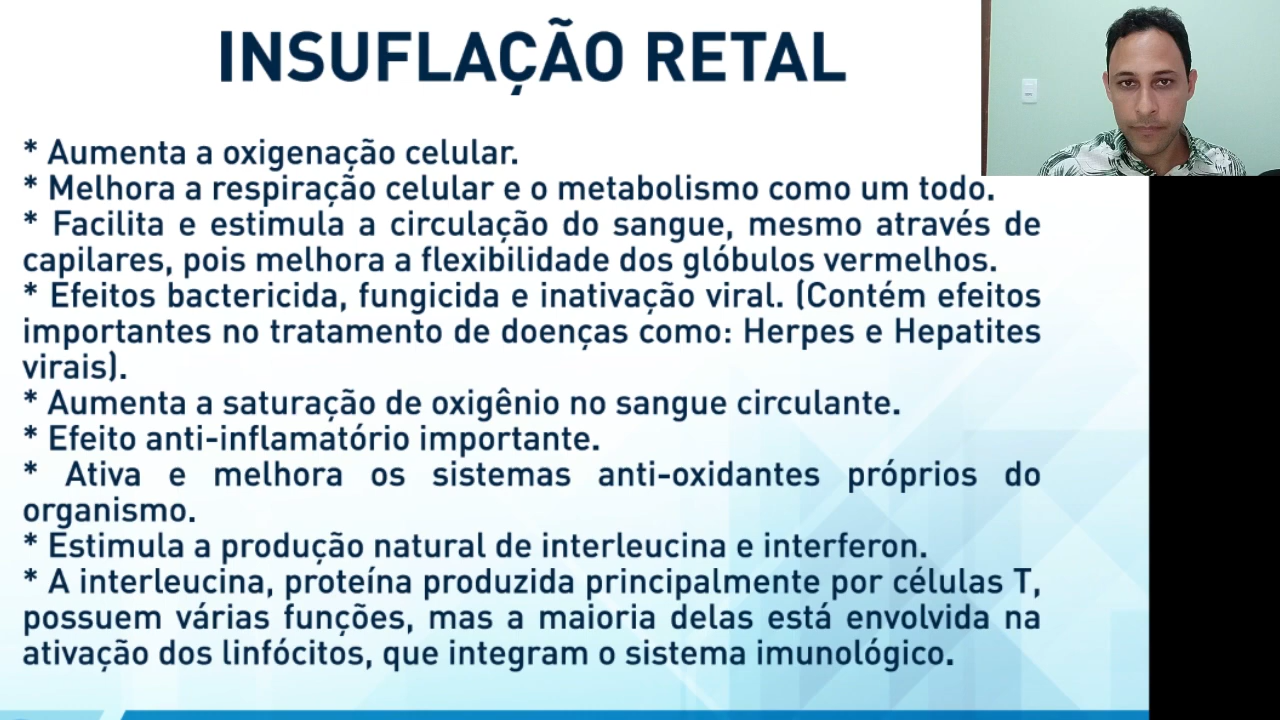 INSUFLAÇÃO RETAL
* Aumenta a oxigenação celular.
* Melhora a respiração celular e o metabolismo como um todo.
* Facilita e estimula a circulação do sangue, mesmo através de
capilares, pois melhora a flexibilidade dos glóbulos vermelhos.
* Efeitos bactericida, fungicida e inativação viral. (Contém efeitos
importantes no tratamento de doenças como: Herpes e Hepatites
virais).
* Aumenta a saturação de oxigênio no sangue circulante.
* Efeito anti-inflamatório importante.
* Ativa e melhora os sistemas anti-oxidantes próprios do
organismo.
* Estimula a produção natural de interleucina e interferon.
* A interleucina, proteína produzida principalmente por células T,
possuem várias funções, mas a maioria delas está envolvida na
ativação dos linfócitos, que integram o sistema imunológico.